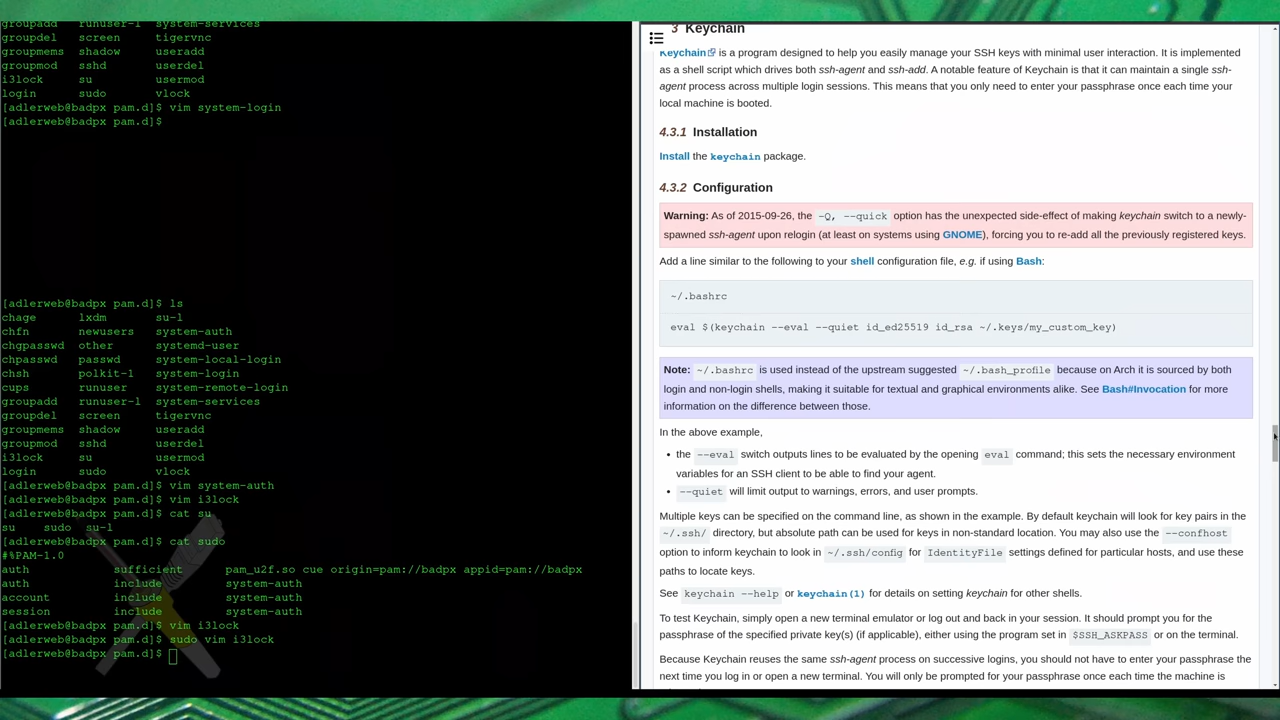 groupadd runuser-l system-services
groupdel screen tigervnc
groupmems shadow useradd
groupmod sshd userdel
i3lock su usermod
login sudo vlock
[adlerweb@badpx pam.d]$ vim system-login
[adlerweb@badpx pam.d]$
[adlerweb@badpx pam.d]$ ls
chage lxdm su-l
chfn newusers system-auth
chgpasswd other systemd-user
chpasswd passwd system-local-login
chsh polkit-1 system-login
cups runuser system-remote-login
groupadd runuser-l system-services
groupdel screen tigervnc
groupmems shadow useradd
groupmod sshd userdel
i3lock su usermod
login sudo vlock
[adlerweb@badpx pam.d]$ vim system-auth
[adlerweb@badpx pam.d]$ vim i3lock
[adlerweb@badpx pam.d]$ cat su
su sudo su-l
[adlerweb@badpx pam.d]$ cat sudo
#%PAM-1.0
auth sufficient pam_u2f.so cue origin=pam://badpx appid=pam://badpx
auth include system-auth
account include system-auth
session include system-auth
[adlerweb@badpx pam.d]$ vim i3lock
[adlerweb@badpx pam.d]$ sudo vim i3lock
[adlerweb@badpx pam.d]$
3 Keychain
Keychain is a program designed to help you easily manage your SSH keys with minimal user interaction. It is implemented
as a shell script which drives both ssh-agent and ssh-add. A notable feature of Keychain is that it can maintain a single ssh-
agent process across multiple login sessions. This means that you only need to enter your passphrase once each time your
local machine is booted.
4.3.1 Installation
Install the keychain package.
4.3.2 Configuration
Warning: As of 2015-09-26, the -Q, --quick option has the unexpected side-effect of making keychain switch to a newly-
spawned ssh-agent upon relogin (at least on systems using GNOME), forcing you to re-add all the previously registered keys.
Add a line similar to the following to your shell configuration file, e.g. if using Bash:
~/.bashrc
eval $(keychain --eval --quiet id_ed25519 id_rsa ~/.keys/my_custom_key)
Note: ~/.bashrc is used instead of the upstream suggested ~/.bash_profile because on Arch it is sourced by both
login and non-login shells, making it suitable for textual and graphical environments alike. See Bash#Invocation for more
information on the difference between those.
In the above example,
• the --eval switch outputs lines to be evaluated by the opening eval command; this sets the necessary environment
variables for an SSH client to be able to find your agent.
• --quiet will limit output to warnings, errors, and user prompts.
Multiple keys can be specified on the command line, as shown in the example. By default keychain will look for key pairs in the
~/.ssh/ directory, but absolute path can be used for keys in non-standard location. You may also use the --confhost
option to inform keychain to look in ~/.ssh/config for IdentityFile settings defined for particular hosts, and use these
paths to locate keys.
See keychain --help or keychain(1) for details on setting keychain for other shells.
To test Keychain, simply open a new terminal emulator or log out and back in your session. It should prompt you for the
passphrase of the specified private key(s) (if applicable), either using the program set in $SSH_ASKPASS or on the terminal.
Because Keychain reuses the same ssh-agent process on successive logins, you should not have to enter your passphrase the
next time you log in or open a new terminal. You will only be prompted for your passphrase once each time the machine is